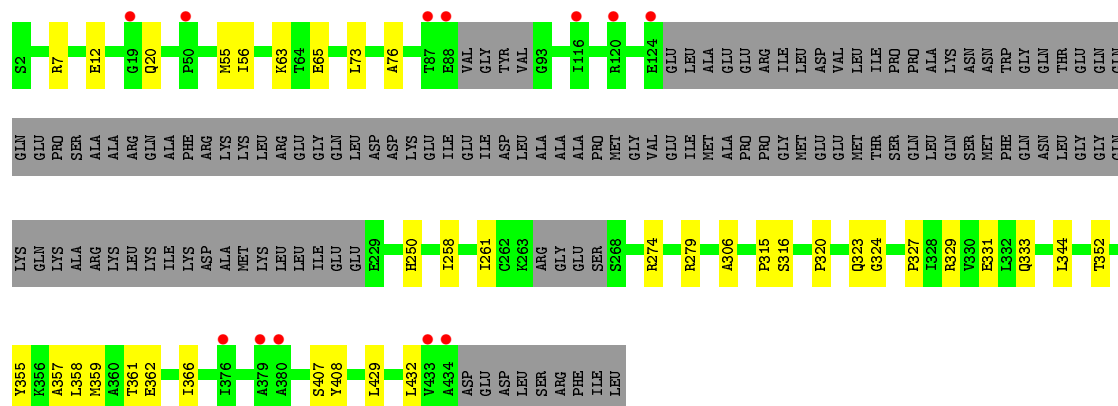 S2 R7 E12 G19 Q20 P50 M55 I56 K63 T64 E65 L73 A76 T87 E88 VAL GLY TYR VAL G93 I116 R120 E124 GLU LEU ALA GLU GLU ARG ILE LEU ASP VAL LEU ILE PRO PRO ALA LYS ASN ASN TRP GLY GLN THR GLU GLN GLN
GLN GLU PRO SER ALA ALA ARG GLN ALA PHE ARG LYS LYS LEU ARG GLU GLY GLN LEU ASP ASP LYS GLU ILE GLU ILE ASP LEU ALA ALA ALA PRO MET GLY VAL GLU ILE MET ALA PRO PRO GLY MET GLU GLU MET THR SER GLN LEU GLN SER MET PHE GLN ASN LEU GLY GLY GLN
LYS GLN LYS ALA ARG LYS LEU LYS ILE LYS ASP ALA MET LYS LEU LEU ILE GLU GLU E229 H250 I258 I261 C262 K263 ARG GLY GLU SER S268 R274 R279 A306 P315 S316 P320 Q323 G324 P327 I328 R329 V330 E331 L332 Q333 L344 T352
Y355 K356 A357 L358 M359 A360 T361 E362 I366 I376 A379 A380 S407 Y408 L429 L432 V433 A434 ASP GLU ASP LEU SER ARG PHE ILE LEU